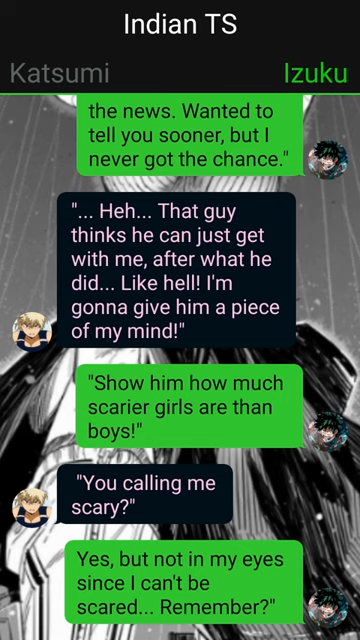 Indian TS
Katsumi
Izuku
the news. Wanted to
tell you sooner, but I
never got the chance."
"... Heh... That guy
thinks he can just get
with me, after what he
did... Like hell! I'm
gonna give him a piece
of my mind!"
"Show him how much
scarier girls are than
boys!"
"You calling me
scary?"
Yes, but not in my eyes
since I can't be
scared... Remember?"